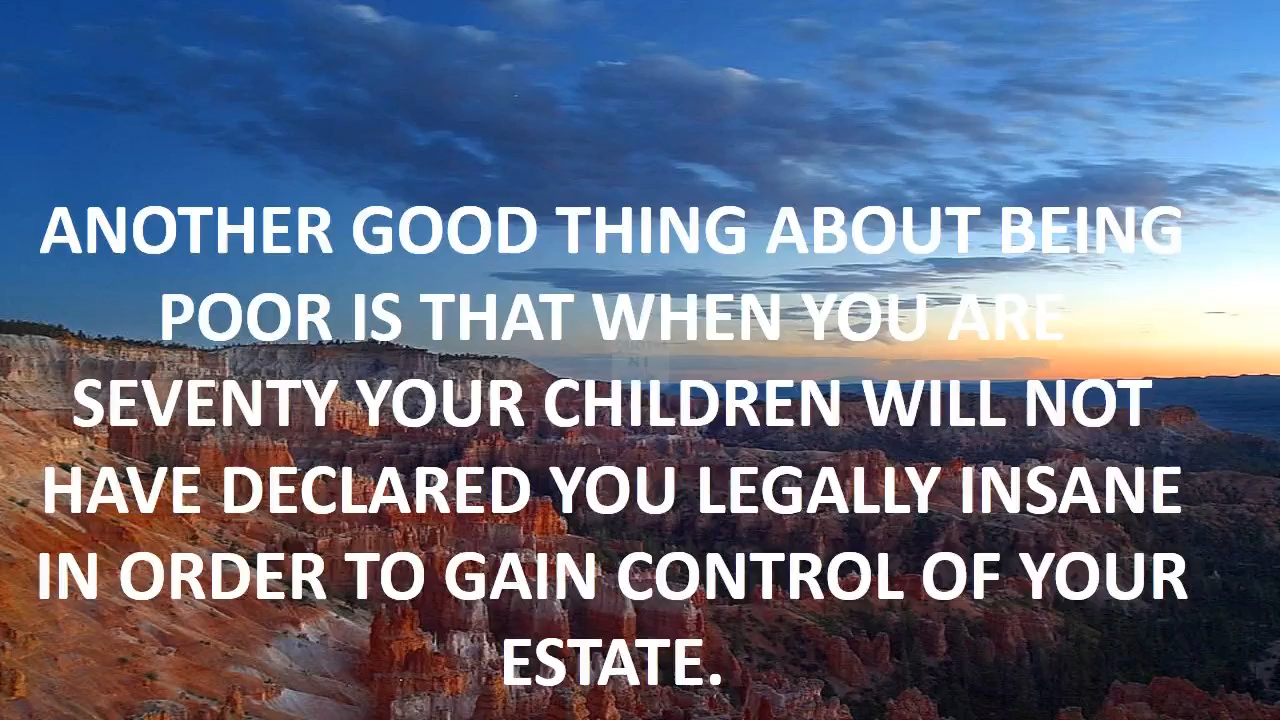 ANOTHER GOOD THING ABOUT BEING
POOR IS THAT WHEN YOU ARE
SEVENTY YOUR CHILDREN WILL NOT
HAVE DECLARED YOU LEGALLY INSANE
IN ORDER TO GAIN CONTROL OF YOUR
ESTATE.